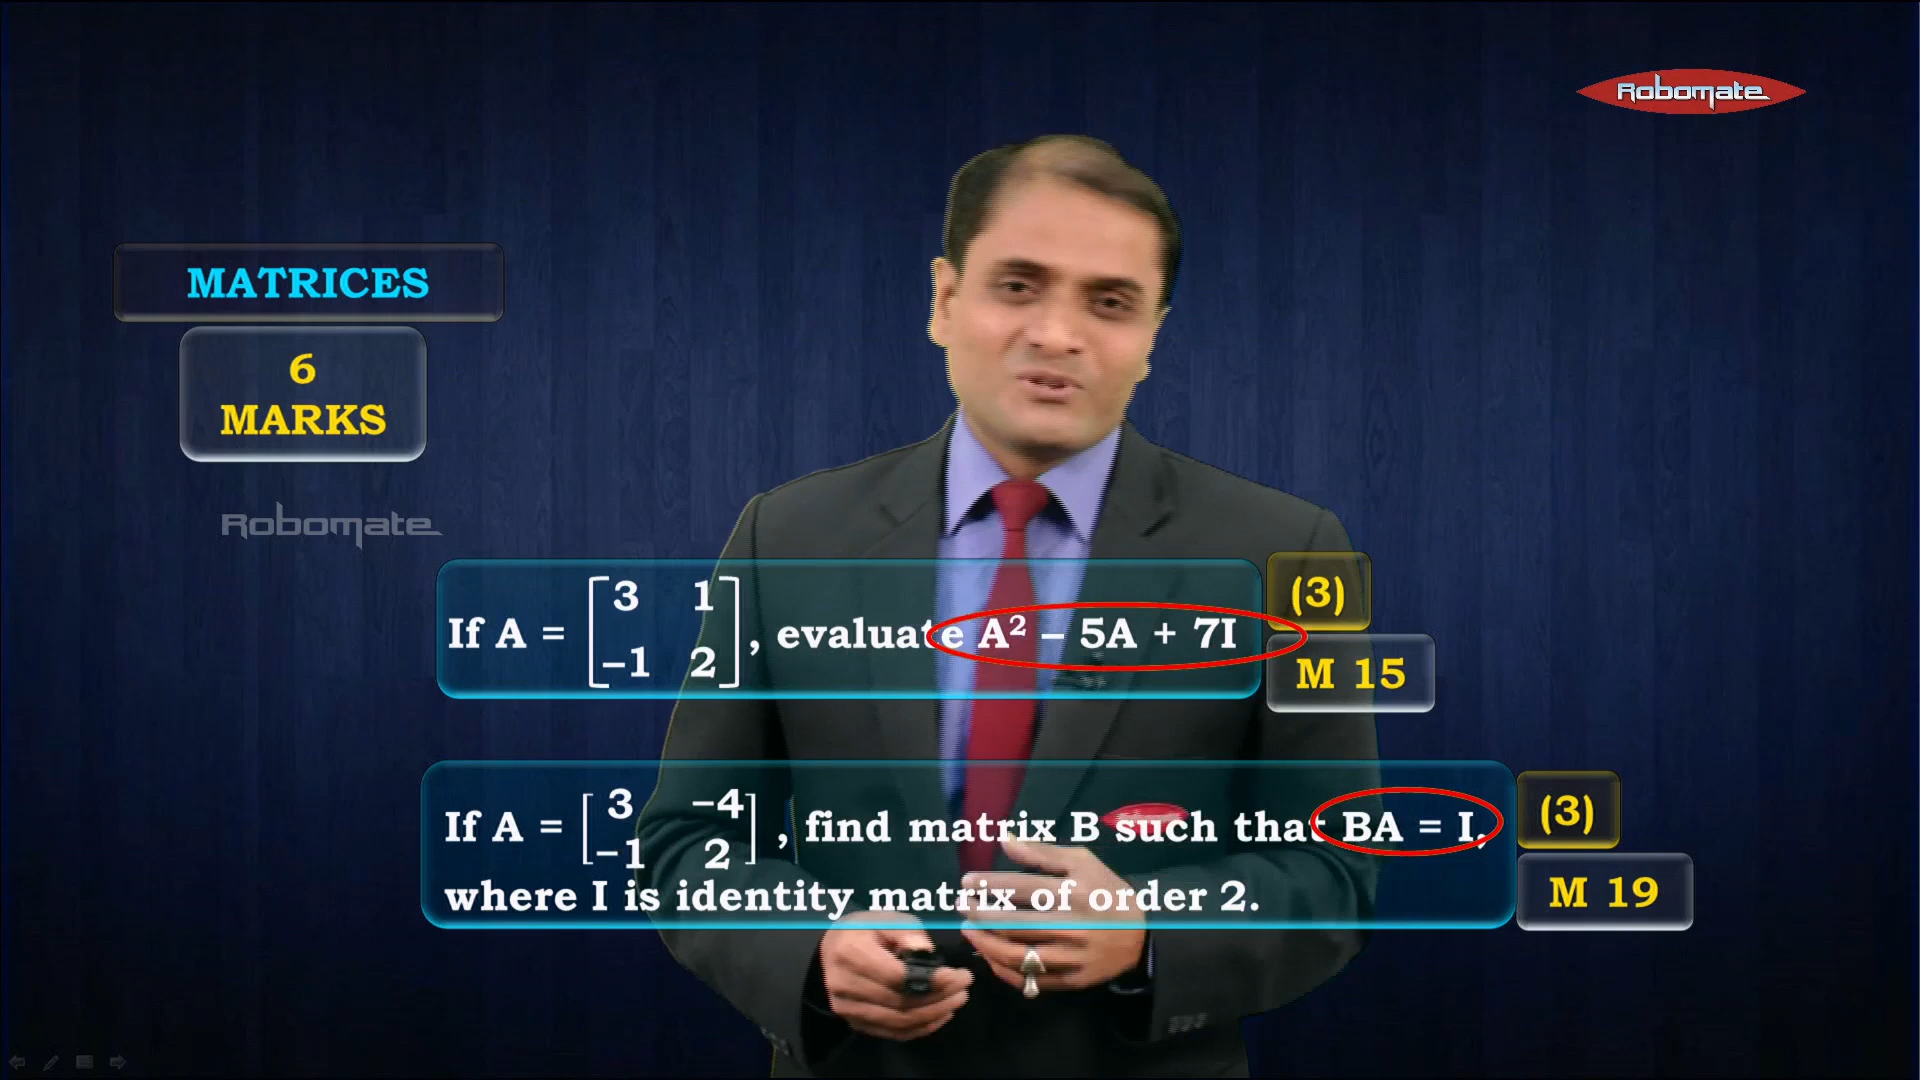 Robomate
MATRICES
6
MARKS
Robomate
If A = [3 1
−1 2], evaluate A² − 5A + 7I
(3)
M 15
If A = [3 −4
−1 2], find matrix B such that BA = I,
where I is identity matrix of order 2.
(3)
M 19